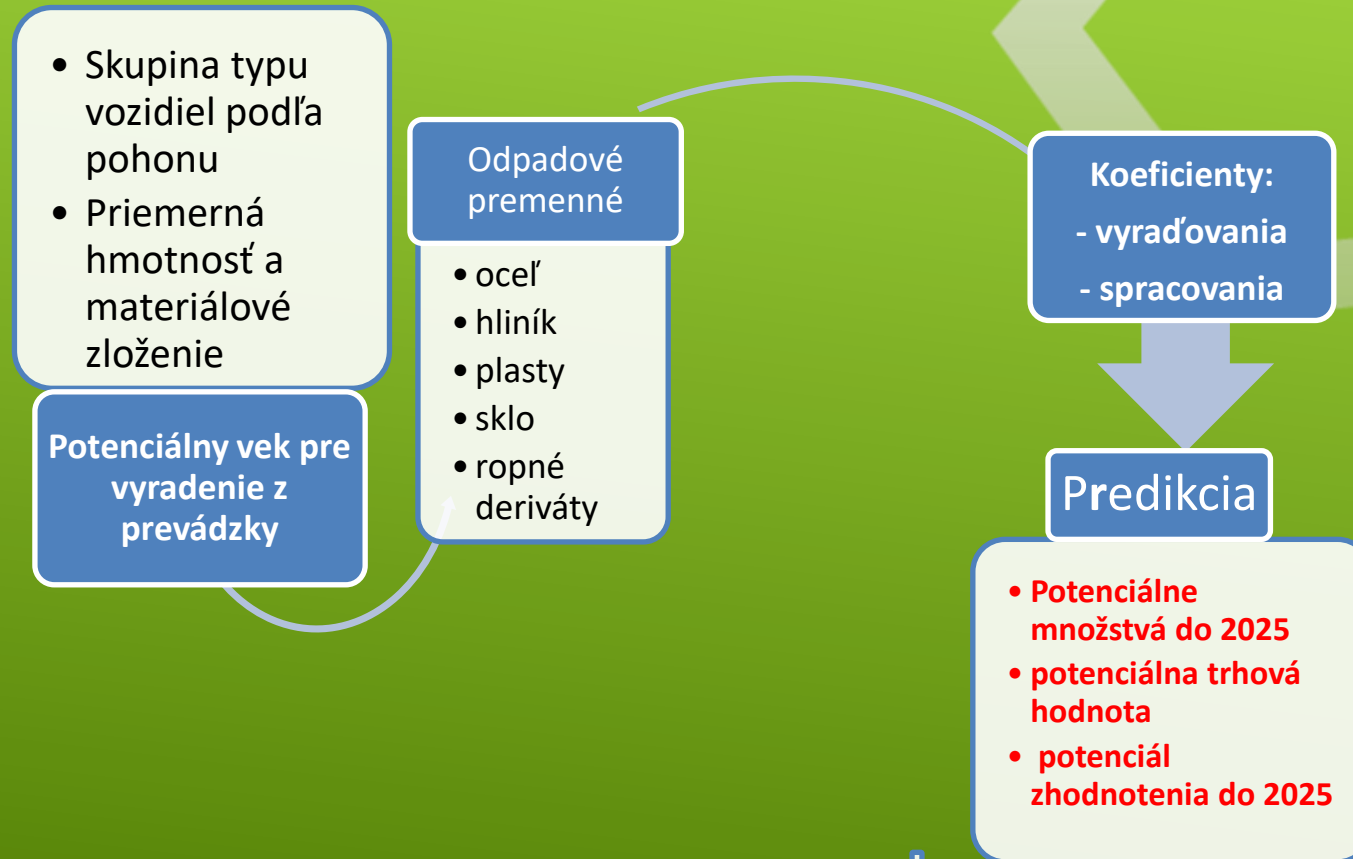 • Skupina typu
vozidiel podľa
pohonu
• Priemerná
hmotnosť a
materiálové
zloženie
Potenciálny vek pre
vyradenie z
prevádzky
Odpadové
premenné
• oceľ
• hliník
• plasty
• sklo
• ropné
deriváty
Koeficienty:
- vyraďovania
- spracovania
Predikcia
• Potenciálne
množstvá do 2025
• potenciálna trhová
hodnota
• potenciál
zhodnotenia do 2025